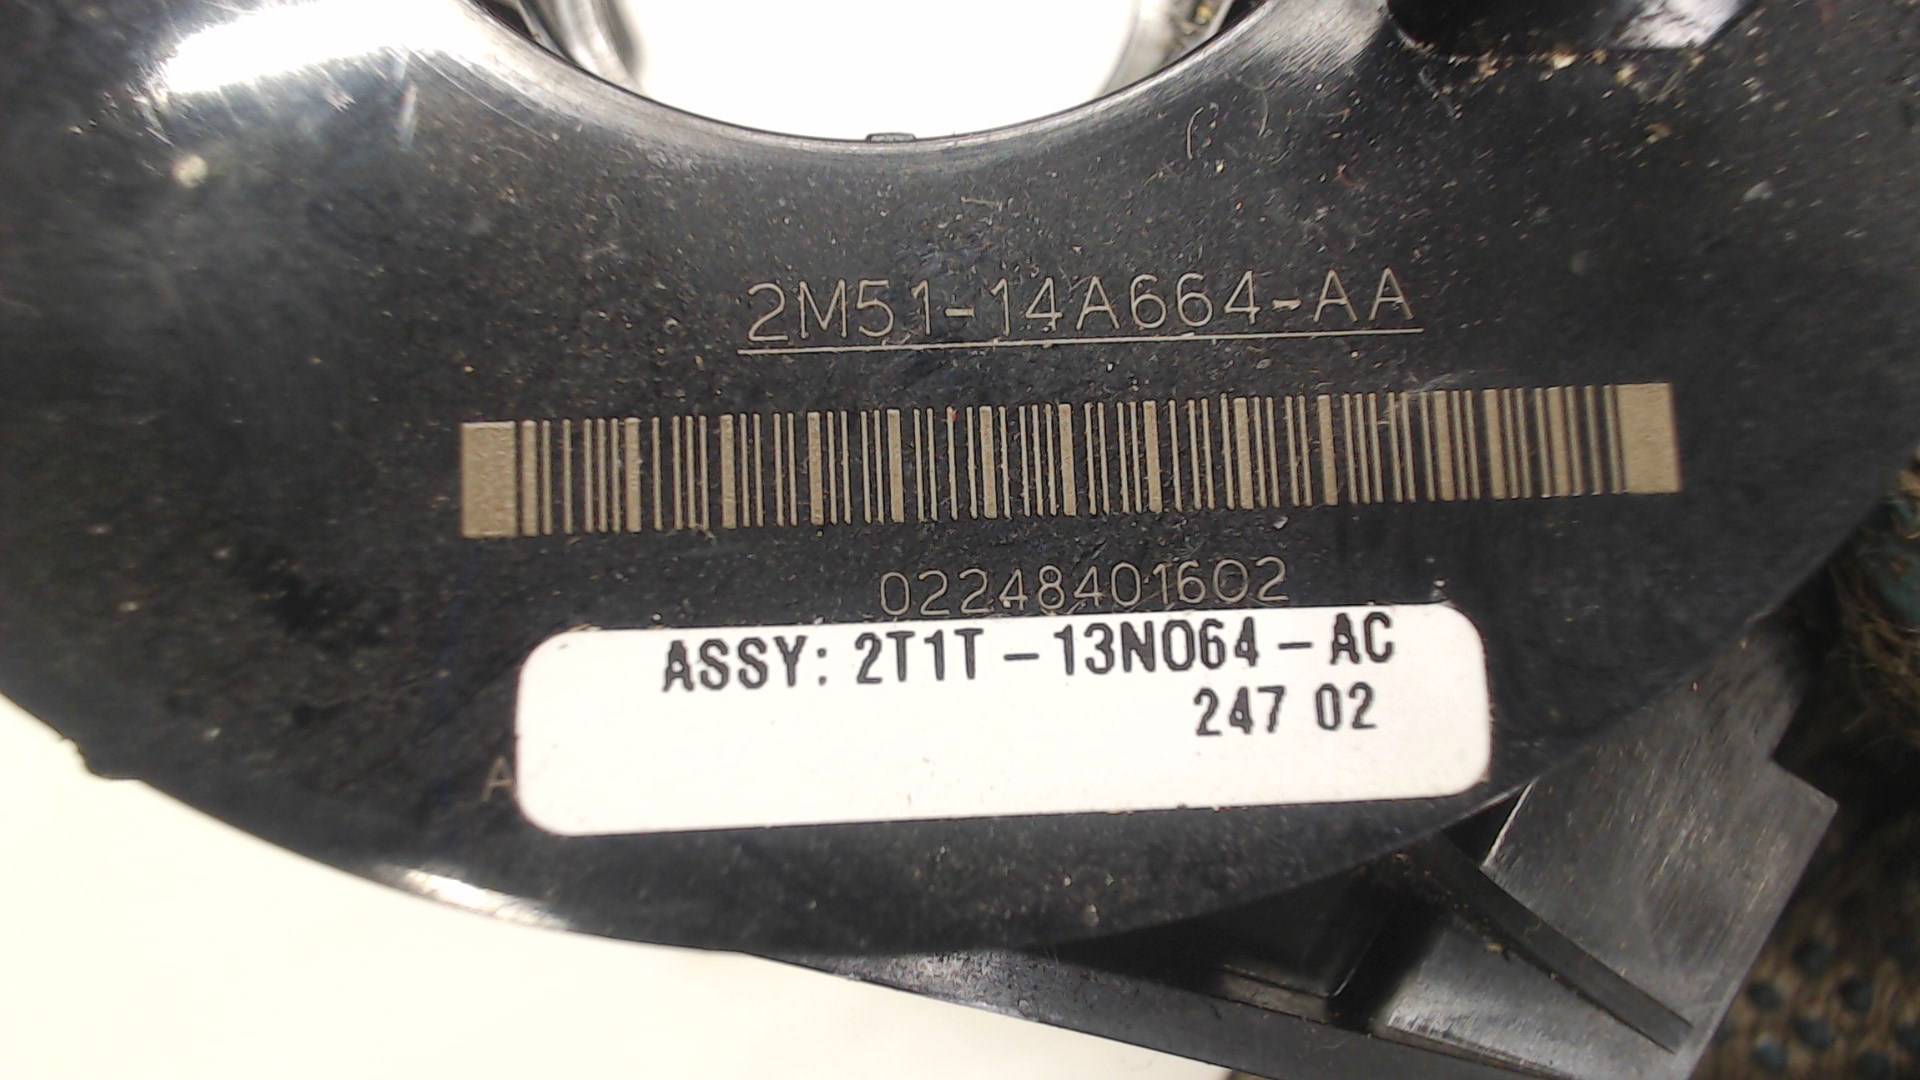 2M51-14A664-AA
02248401602
ASSY: 2T1T-13N064-AC
247 02
A